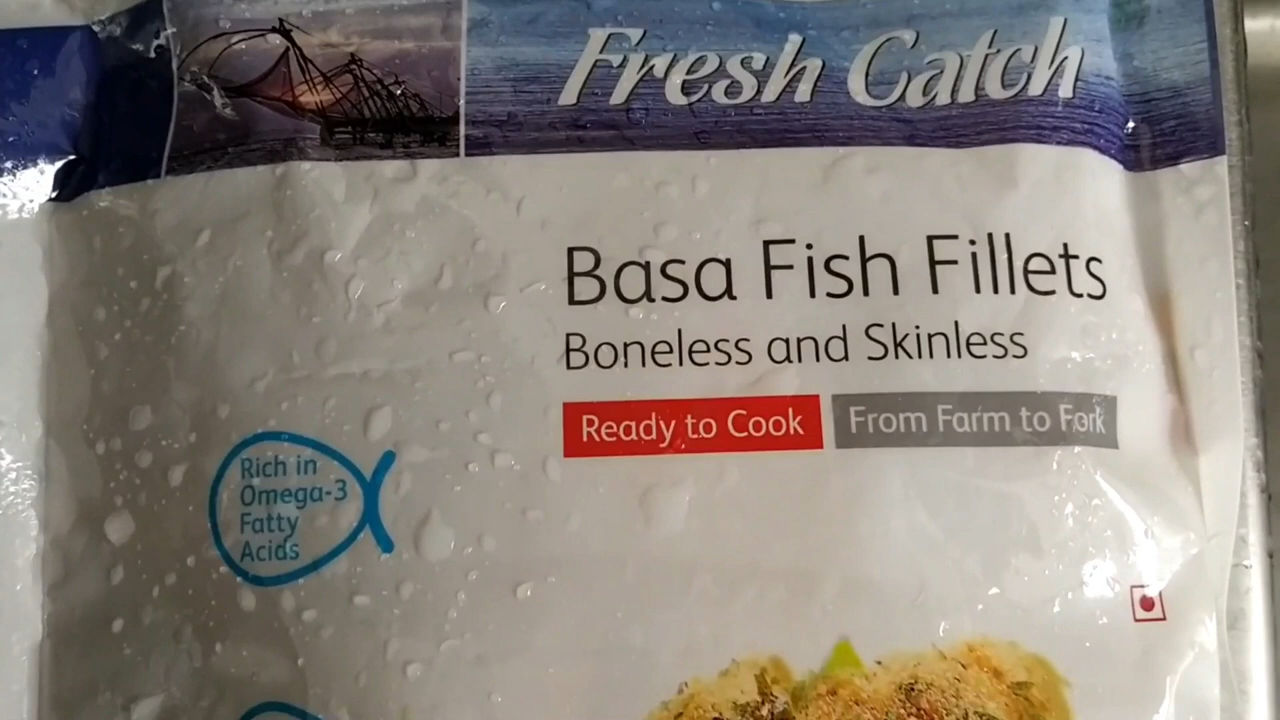 Fresh Catch
Basa Fish Fillets
Boneless and Skinless
Ready to Cook
From Farm to Fork
Rich in
Omega-3
Fatty
Acids